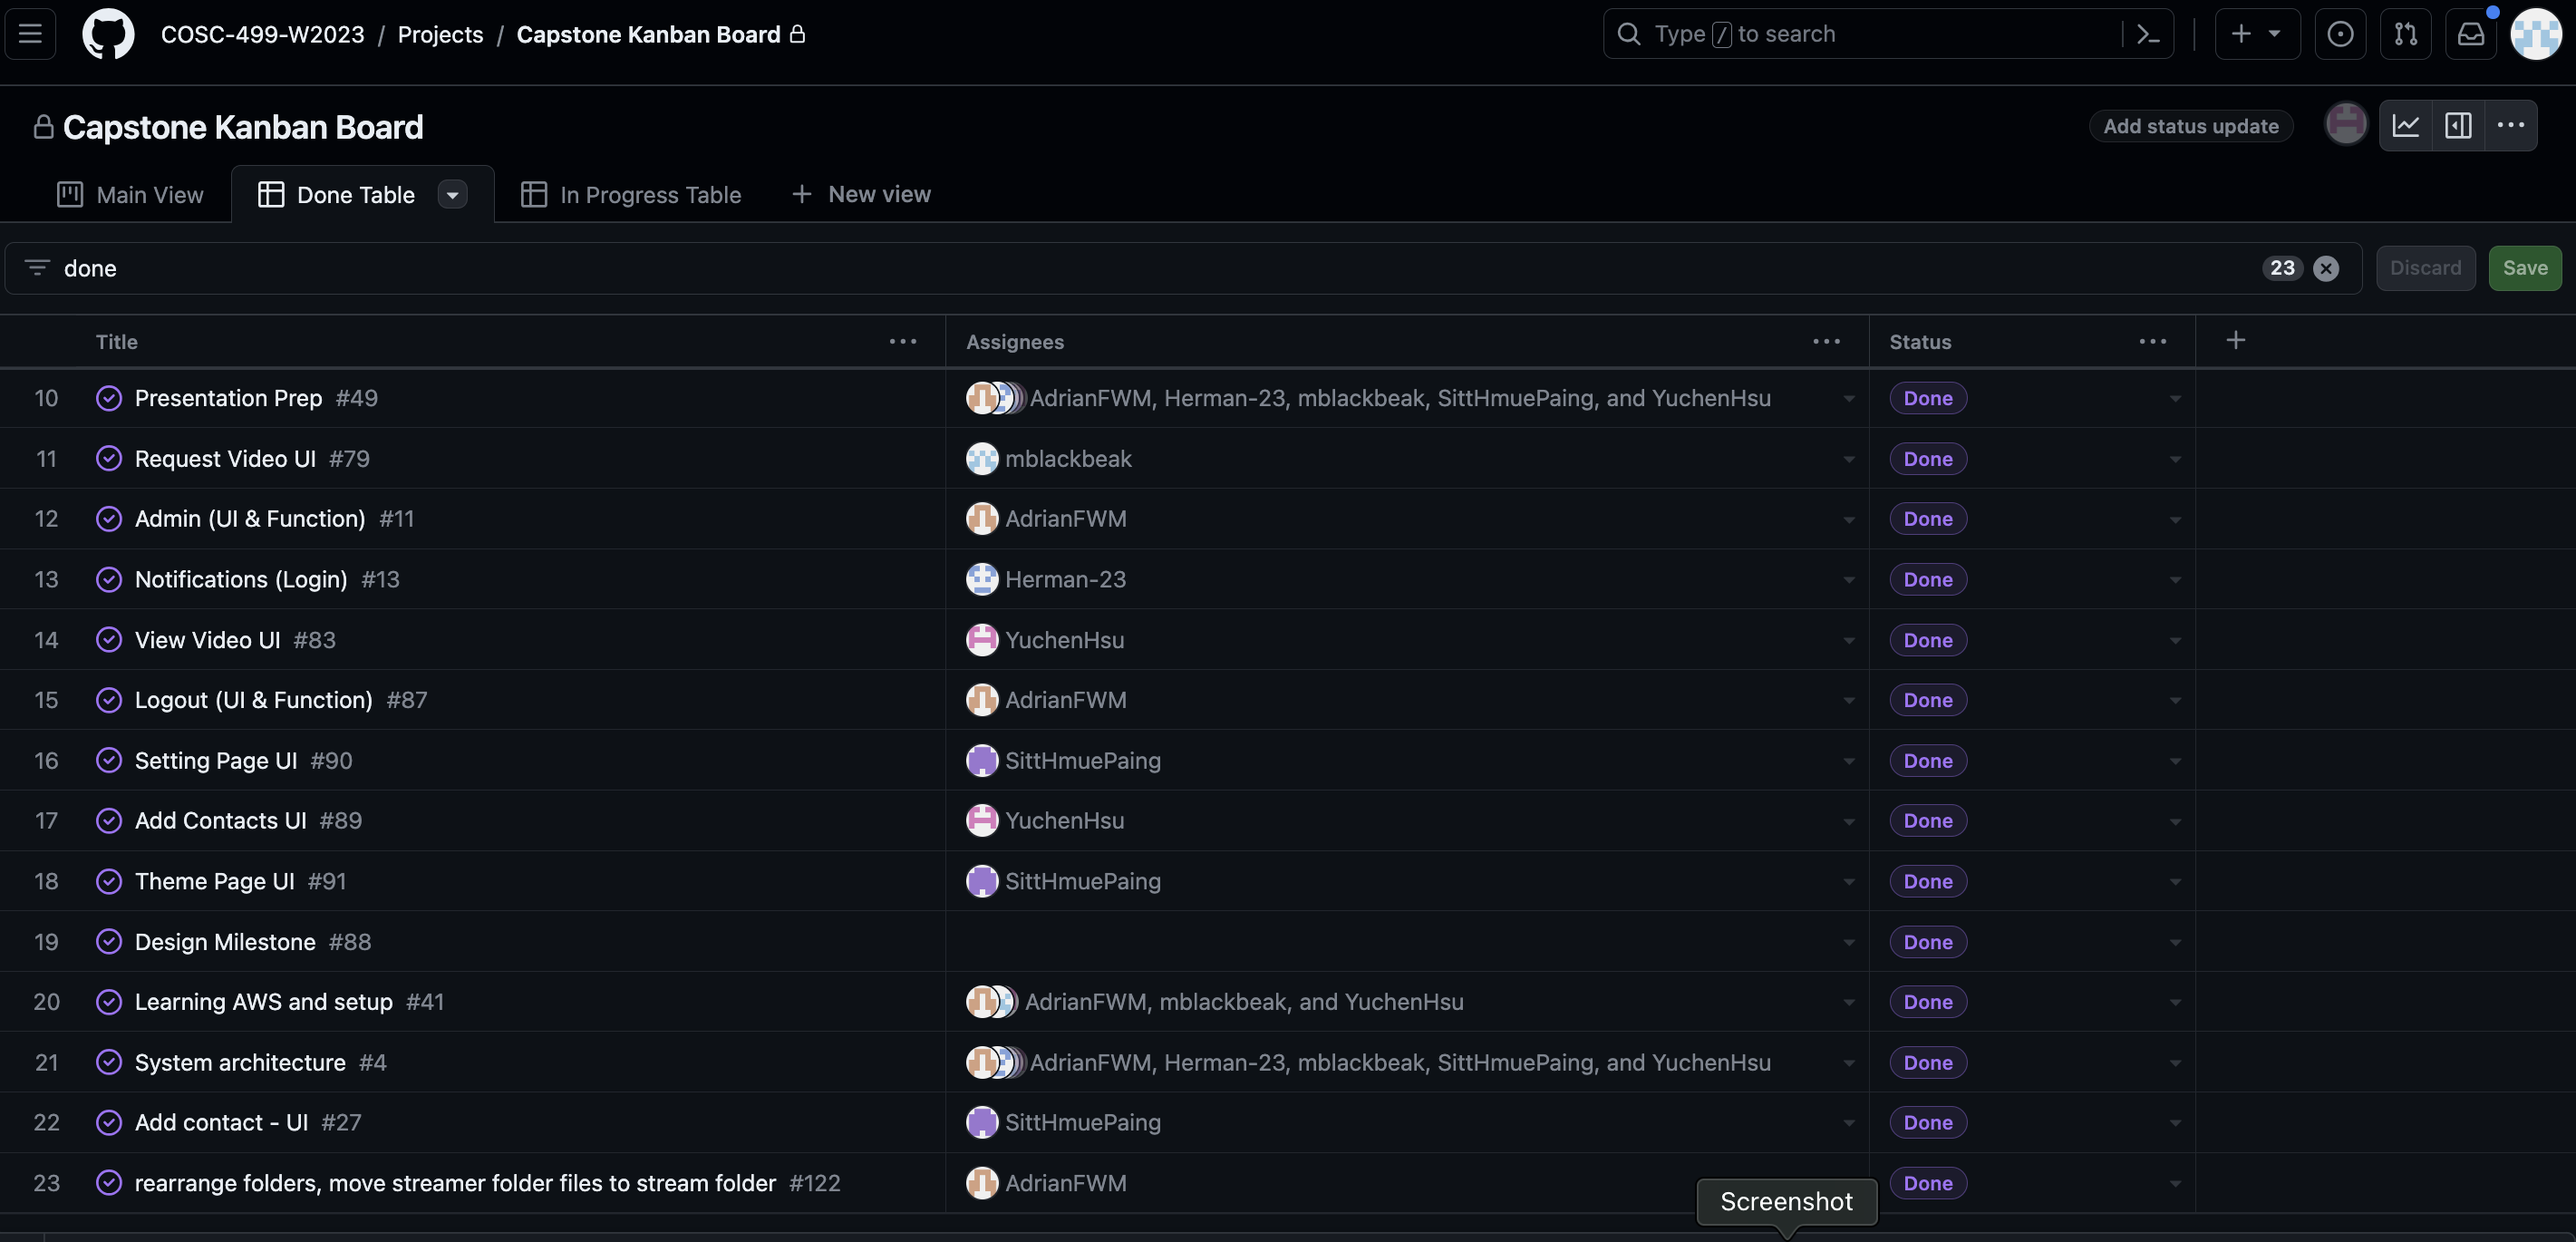 COSC-499-W2023 / Projects / Capstone Kanban Board
Type / to search
Capstone Kanban Board
Add status update
Main View
Done Table
In Progress Table
+ New view
done
23
Discard
Save
Title Assignees Status
10 Presentation Prep #49 AdrianFWM, Herman-23, mblackbeak, SittHmuePaing, and YuchenHsu Done
11 Request Video UI #79 mblackbeak Done
12 Admin (UI & Function) #11 AdrianFWM Done
13 Notifications (Login) #13 Herman-23 Done
14 View Video UI #83 YuchenHsu Done
15 Logout (UI & Function) #87 AdrianFWM Done
16 Setting Page UI #90 SittHmuePaing Done
17 Add Contacts UI #89 YuchenHsu Done
18 Theme Page UI #91 SittHmuePaing Done
19 Design Milestone #88 Done
20 Learning AWS and setup #41 AdrianFWM, mblackbeak, and YuchenHsu Done
21 System architecture #4 AdrianFWM, Herman-23, mblackbeak, SittHmuePaing, and YuchenHsu Done
22 Add contact - UI #27 SittHmuePaing Done
23 rearrange folders, move streamer folder files to stream folder #122 AdrianFWM Done
Screenshot